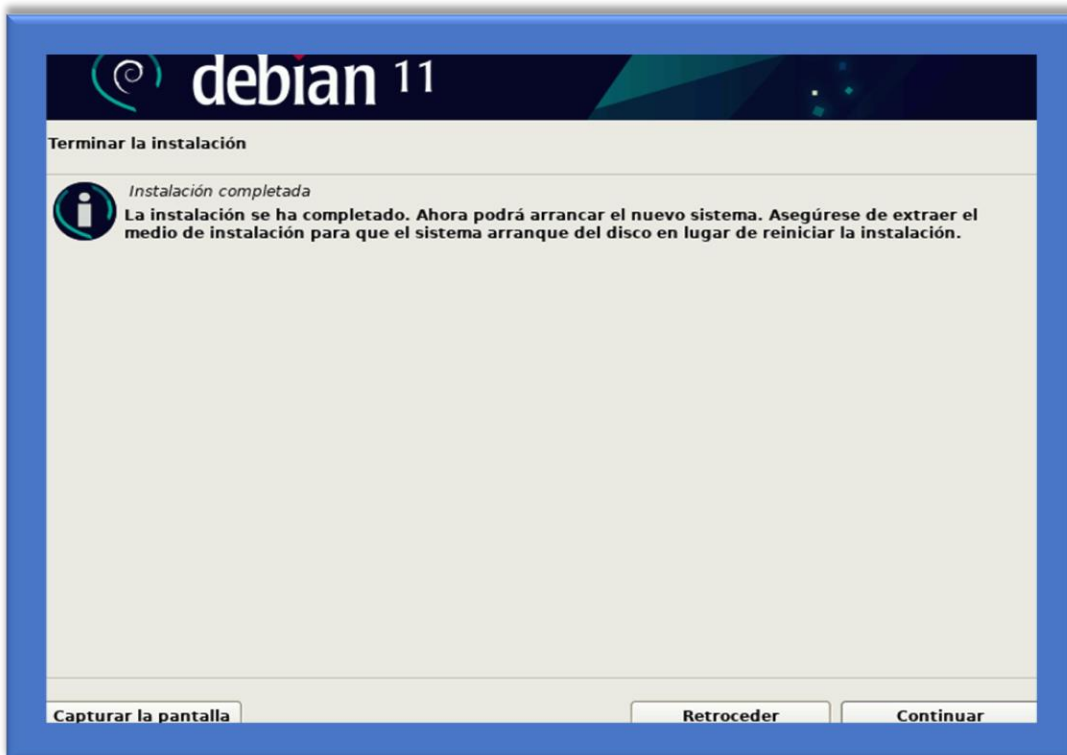 debian 11
Terminar la instalación
Instalación completada
La instalación se ha completado. Ahora podrá arrancar el nuevo sistema. Asegúrese de extraer el
medio de instalación para que el sistema arranque del disco en lugar de reiniciar la instalación.
Capturar la pantalla
Retroceder
Continuar